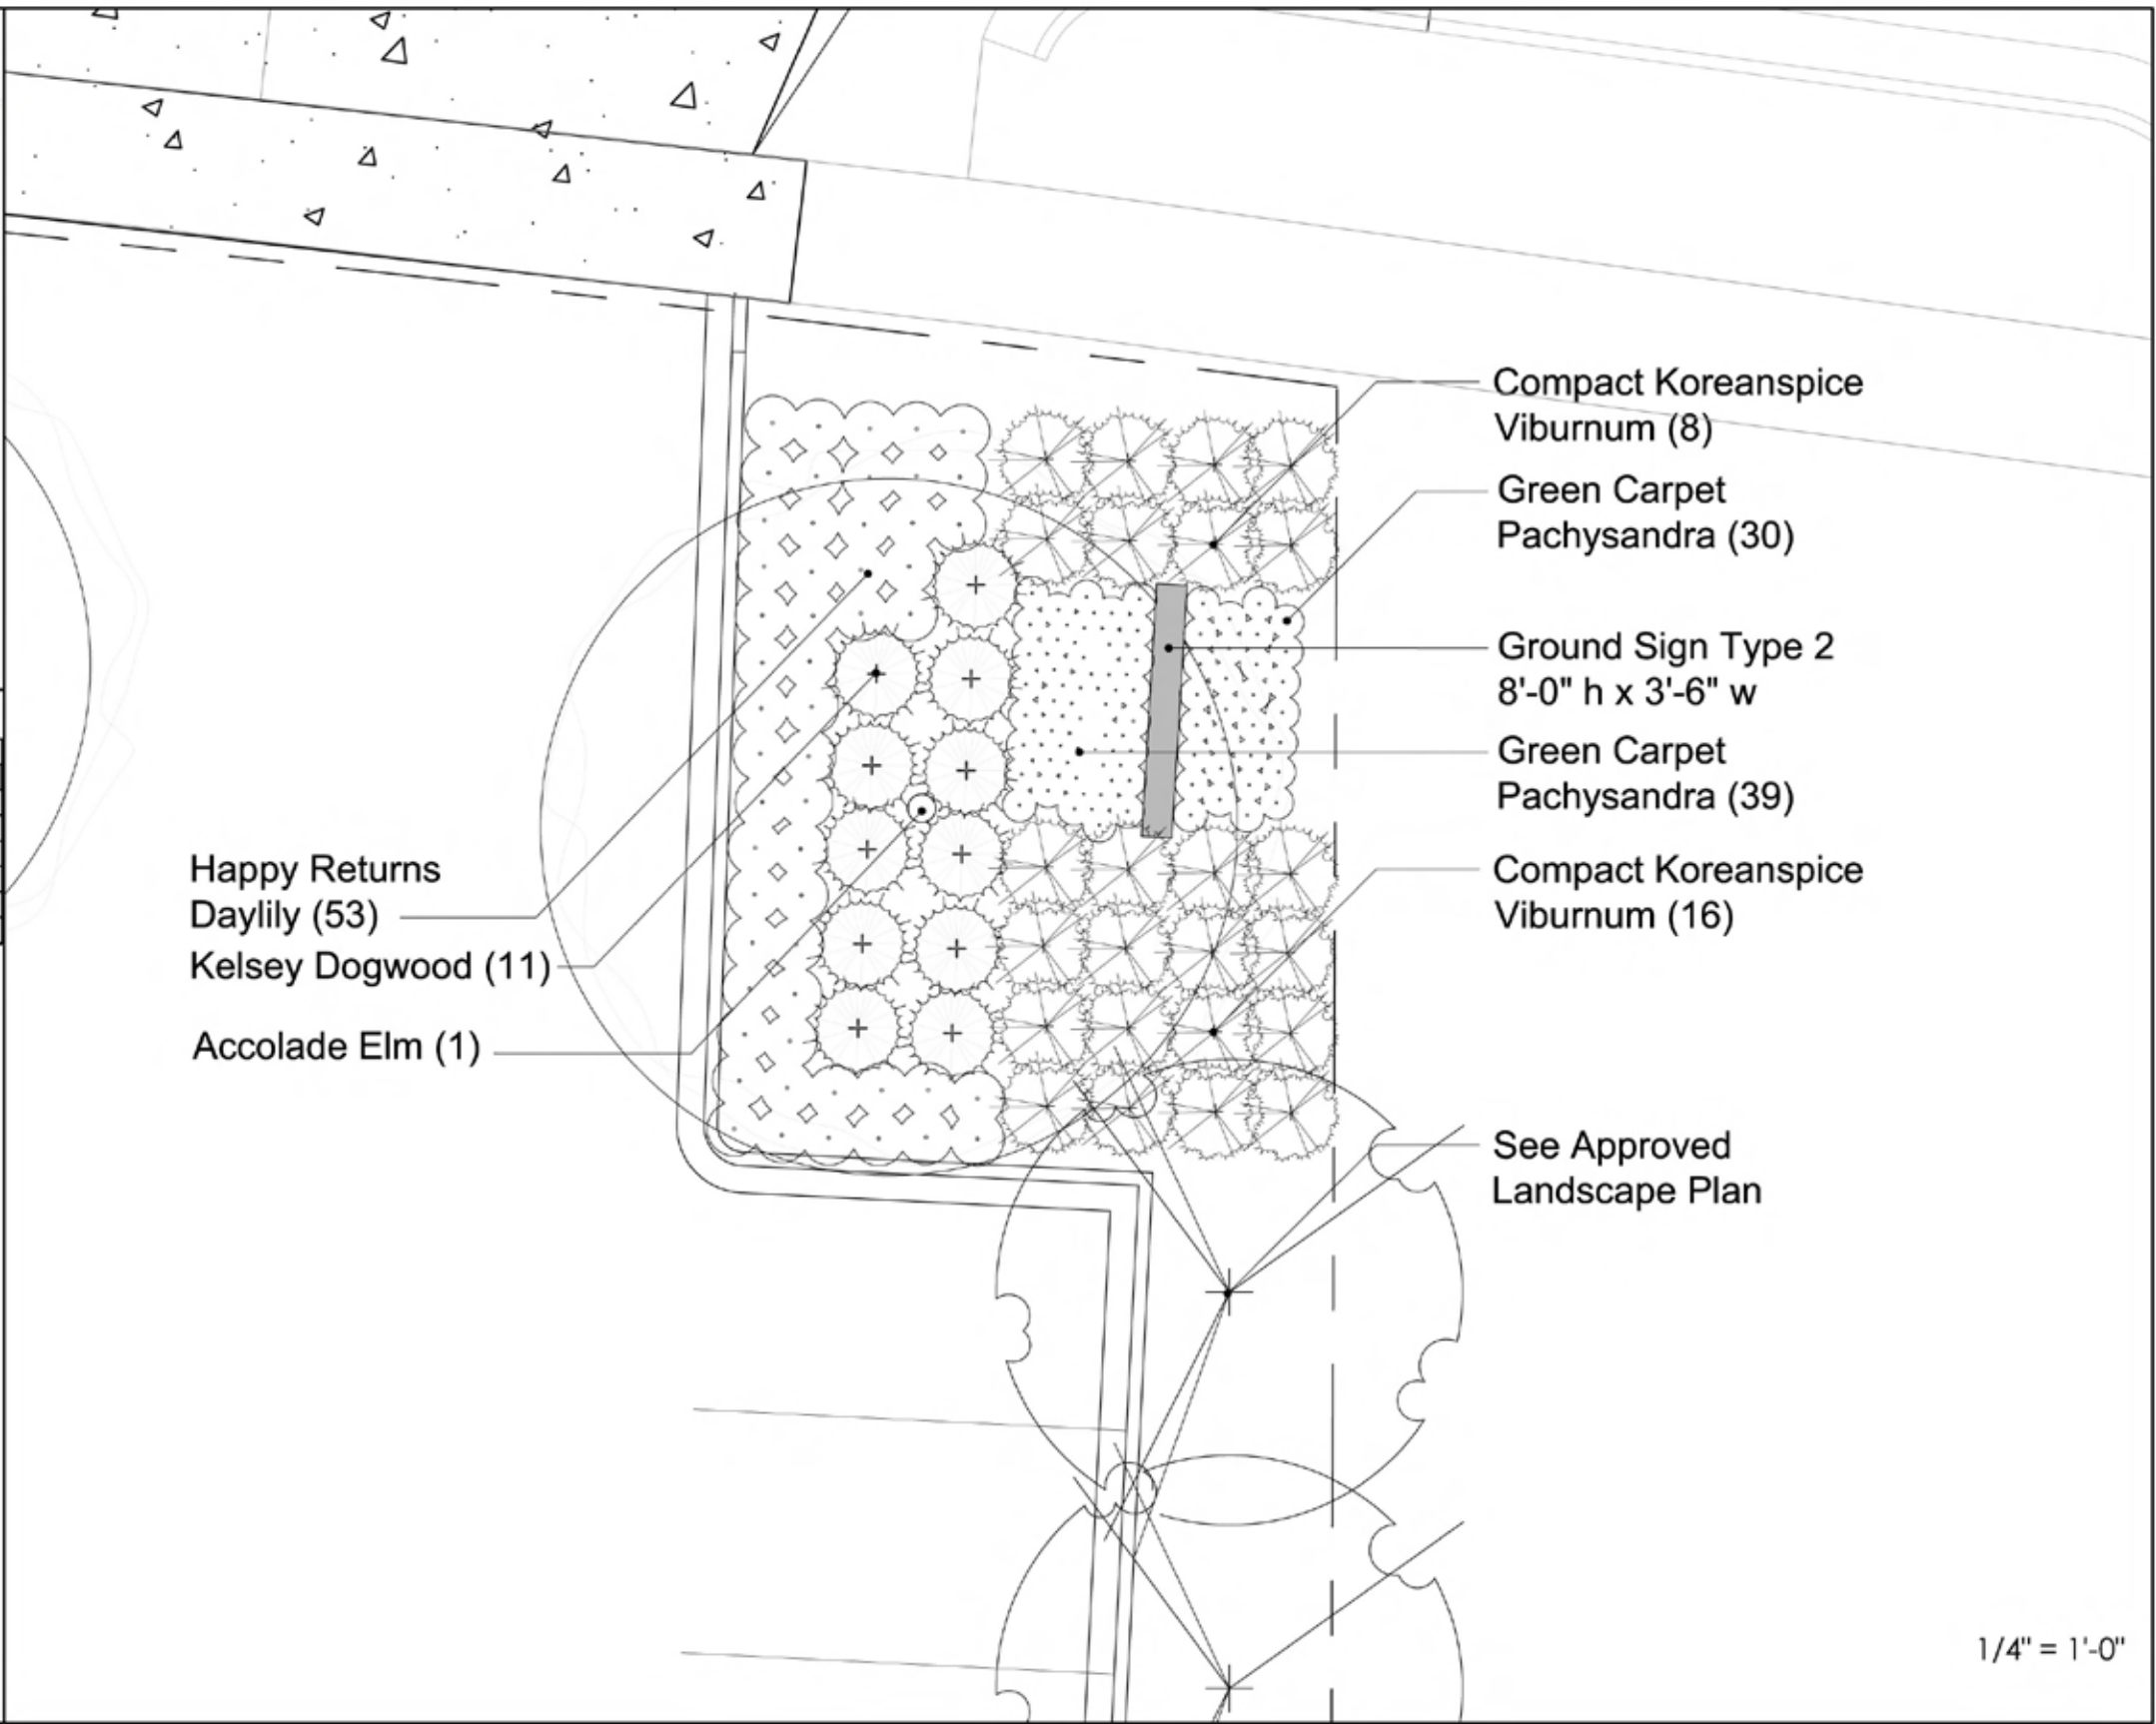 Compact Koreanspice
Viburnum (8)
Green Carpet
Pachysandra (30)
Ground Sign Type 2
8'-0" h x 3'-6" w
Green Carpet
Pachysandra (39)
Happy Returns
Daylily (53)
Kelsey Dogwood (11)
Accolade Elm (1)
Compact Koreanspice
Viburnum (16)
See Approved
Landscape Plan
1/4" = 1'-0"